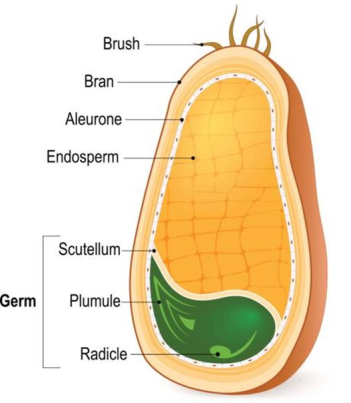 Brush
Bran
Aleurone
Endosperm
Scutellum
Germ
Plumule
Radicle